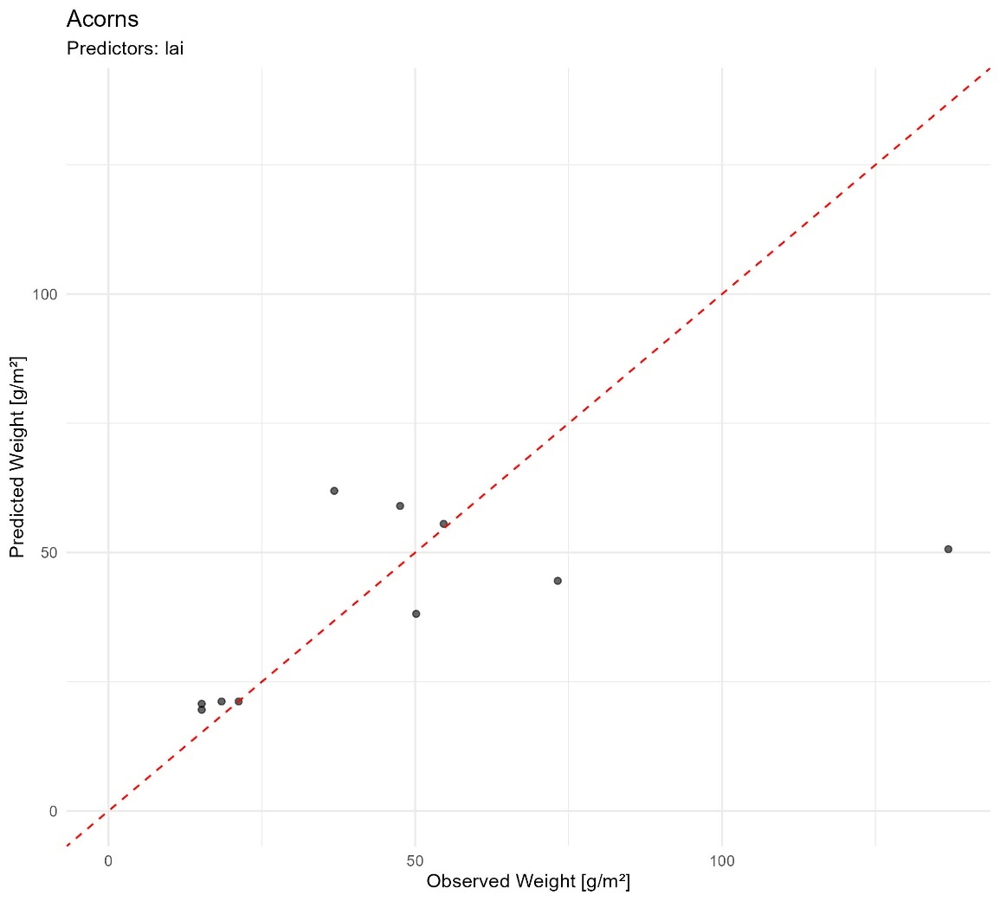 Acorns
Predictors: lai
Predicted Weight [g/m²]
100
50
0
0 50 100
Observed Weight [g/m²]